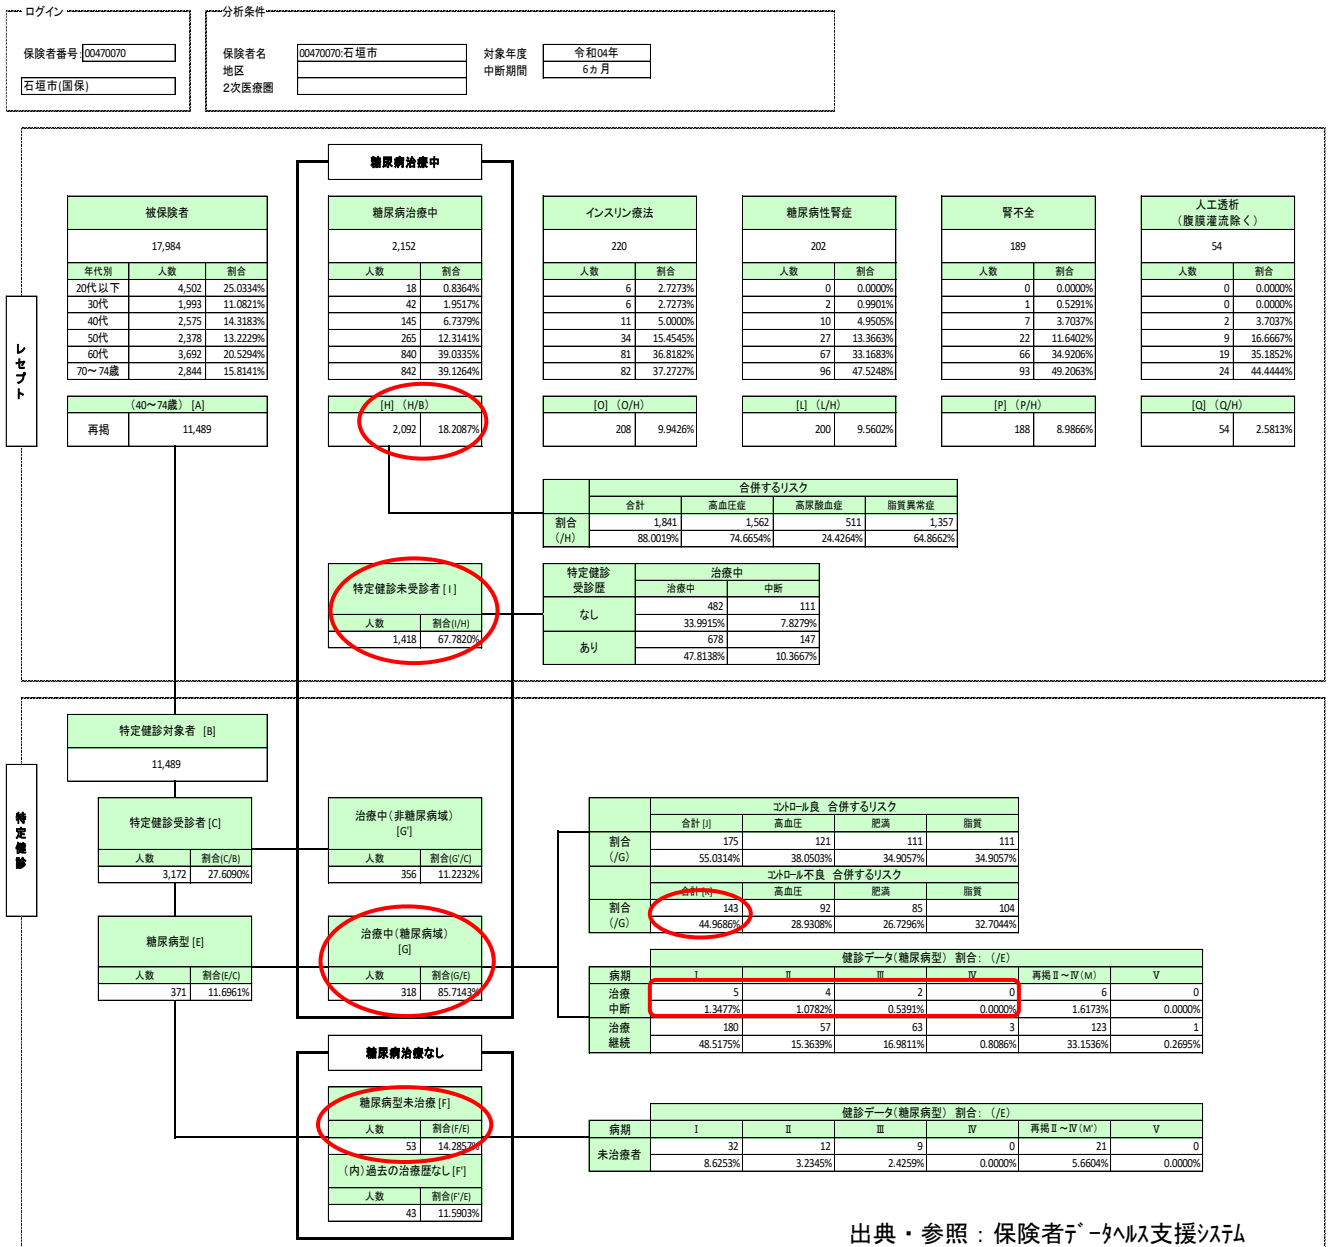 ログイン
保険者番号: 00470070
石垣市(国保)
分析条件
保険者名 00470070:石垣市 対象年度 令和04年
地区 中断期間 6ヵ月
2次医療圏
糖尿病治療中
レセプト
被保険者 糖尿病治療中 インスリン療法 糖尿病性腎症 腎不全 人工透析
(腹膜灌流除く)
17,984 2,152 220 202 189 54
年代別 人数 割合 人数 割合 人数 割合 人数 割合 人数 割合 人数 割合
20代以下 4,502 25.0334% 18 0.8364% 6 2.7273% 0 0.0000% 0 0.0000% 0 0.0000%
30代 1,993 11.0821% 42 1.9517% 6 2.7273% 2 0.9901% 1 0.5291% 0 0.0000%
40代 2,575 14.3183% 145 6.7379% 11 5.0000% 10 4.9505% 7 3.7037% 2 3.7037%
50代 2,378 13.2229% 265 12.3141% 34 15.4545% 27 13.3663% 22 11.6402% 9 16.6667%
60代 3,692 20.5294% 840 39.0335% 81 36.8182% 67 33.1683% 66 34.9206% 19 35.1852%
70〜74歳 2,844 15.8141% 842 39.1264% 82 37.2727% 96 47.5248% 93 49.2063% 24 44.4444%
(40〜74歳) [A] [H] (H/B) [O] (O/H) [L] (L/H) [P] (P/H) [Q] (Q/H)
再掲 11,489 2,092 18.2087% 208 9.9426% 200 9.5602% 188 8.9866% 54 2.5813%
合併するリスク
合計 高血圧症 高尿酸血症 脂質異常症
割合 1,841 1,562 511 1,357
(/H) 88.0019% 74.6654% 24.4264% 64.8662%
特定健診未受診者 [I]
人数 割合(I/H)
1,418 67.7820%
特定健診 治療中
受診歴 治療中 中断
なし 482 111
33.9915% 7.8279%
あり 678 147
47.8138% 10.3667%
特定健診
特定健診対象者 [B]
11,489
特定健診受診者 [C]
人数 割合(C/B)
3,172 27.6090%
治療中(非糖尿病域)
[G']
人数 割合(G'/C)
356 11.2232%
コントロール良 合併するリスク
合計 [J] 高血圧 肥満 脂質
割合 175 121 111 111
(/G) 55.0314% 38.0503% 34.9057% 34.9057%
コントロール不良 合併するリスク
合計 [K] 高血圧 肥満 脂質
割合 143 92 85 104
(/G) 44.9686% 28.9308% 26.7296% 32.7044%
糖尿病型 [E]
人数 割合(E/C)
371 11.6961%
治療中(糖尿病域)
[G]
人数 割合(G/E)
318 85.7143%
健診データ(糖尿病型) 割合: (/E)
病期 I II III IV 再掲II〜IV(M) V
治療 5 4 2 0 6 0
中断 1.3477% 1.0782% 0.5391% 0.0000% 1.6173% 0.0000%
治療 180 57 63 3 123 1
継続 48.5175% 15.3639% 16.9811% 0.8086% 33.1536% 0.2695%
糖尿病治療なし
糖尿病型未治療 [F]
人数 割合(F/E)
53 14.2857%
(内)過去の治療歴なし [F']
人数 割合(F'/E)
43 11.5903%
健診データ(糖尿病型) 割合: (/E)
病期 I II III IV 再掲II〜IV(M') V
未治療者 32 12 9 0 21 0
8.6253% 3.2345% 2.4259% 0.0000% 5.6604% 0.0000%
出典・参照:保険者データヘルス支援システム